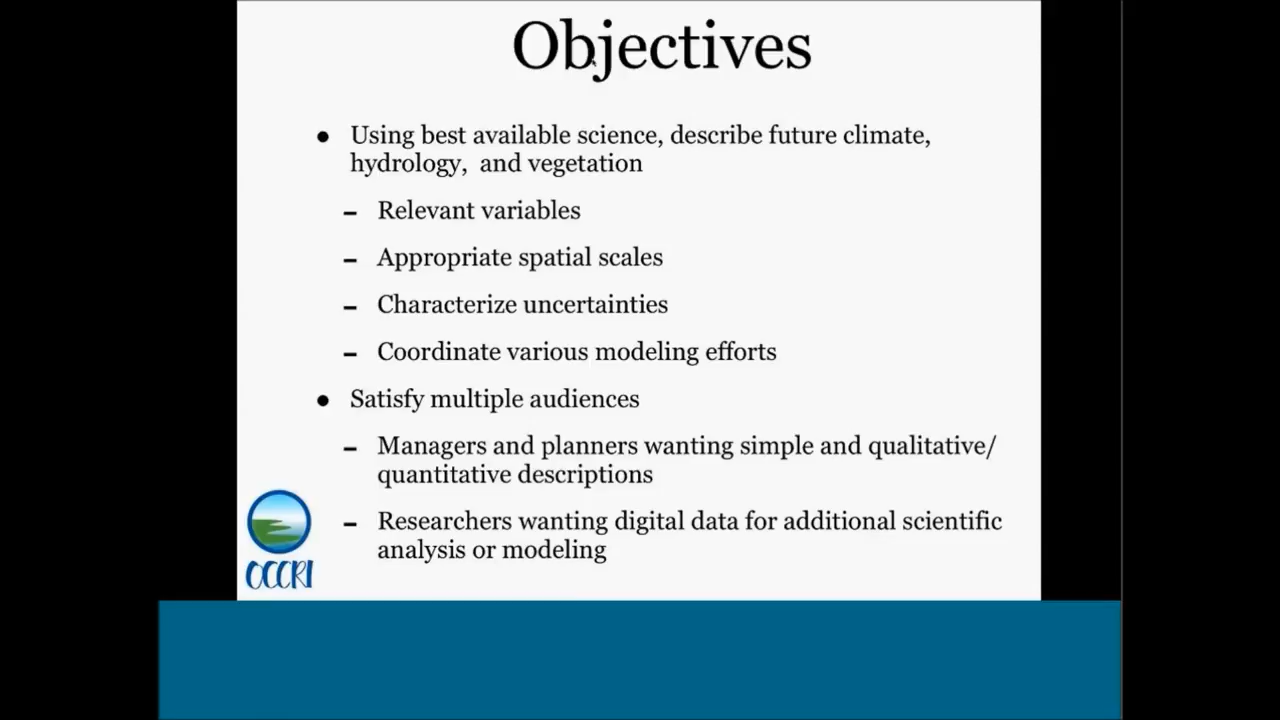 Objectives
● Using best available science, describe future climate,
hydrology,  and vegetation
– Relevant variables
– Appropriate spatial scales
– Characterize uncertainties
– Coordinate various modeling efforts
● Satisfy multiple audiences
– Managers and planners wanting simple and qualitative/
quantitative descriptions
– Researchers wanting digital data for additional scientific
analysis or modeling
OCCRI